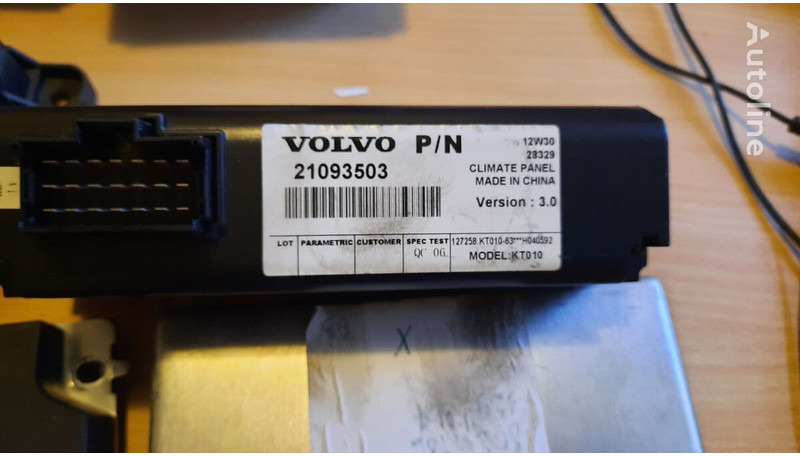 VOLVO P/N
21093503
12W30
28329
CLIMATE PANEL
MADE IN CHINA
Version : 3.0
LOT PARAMETRIC CUSTOMER SPEC TEST
QC 06
127258 KT010-63***H040592
MODEL:KT010
X
Autoline